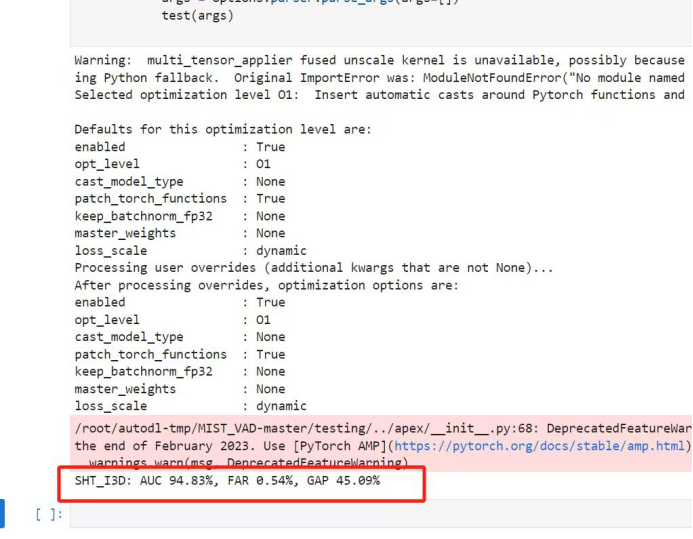 args = options.parser.parse_args(args=[])
test(args)
Warning:  multi_tensor_applier fused unscale kernel is unavailable, possibly because
ing Python fallback.  Original ImportError was: ModuleNotFoundError("No module named
Selected optimization level O1:  Insert automatic casts around Pytorch functions and
Defaults for this optimization level are:
enabled                : True
opt_level              : O1
cast_model_type        : None
patch_torch_functions  : True
keep_batchnorm_fp32    : None
master_weights         : None
loss_scale             : dynamic
Processing user overrides (additional kwargs that are not None)...
After processing overrides, optimization options are:
enabled                : True
opt_level              : O1
cast_model_type        : None
patch_torch_functions  : True
keep_batchnorm_fp32    : None
master_weights         : None
loss_scale             : dynamic
/root/autodl-tmp/MIST_VAD-master/testing/../apex/__init__.py:68: DeprecatedFeatureWar
the end of February 2023. Use [PyTorch AMP](https://pytorch.org/docs/stable/amp.html)
warnings.warn(msg, DeprecatedFeatureWarning)
SHT_I3D: AUC 94.83%, FAR 0.54%, GAP 45.09%
[ ]: